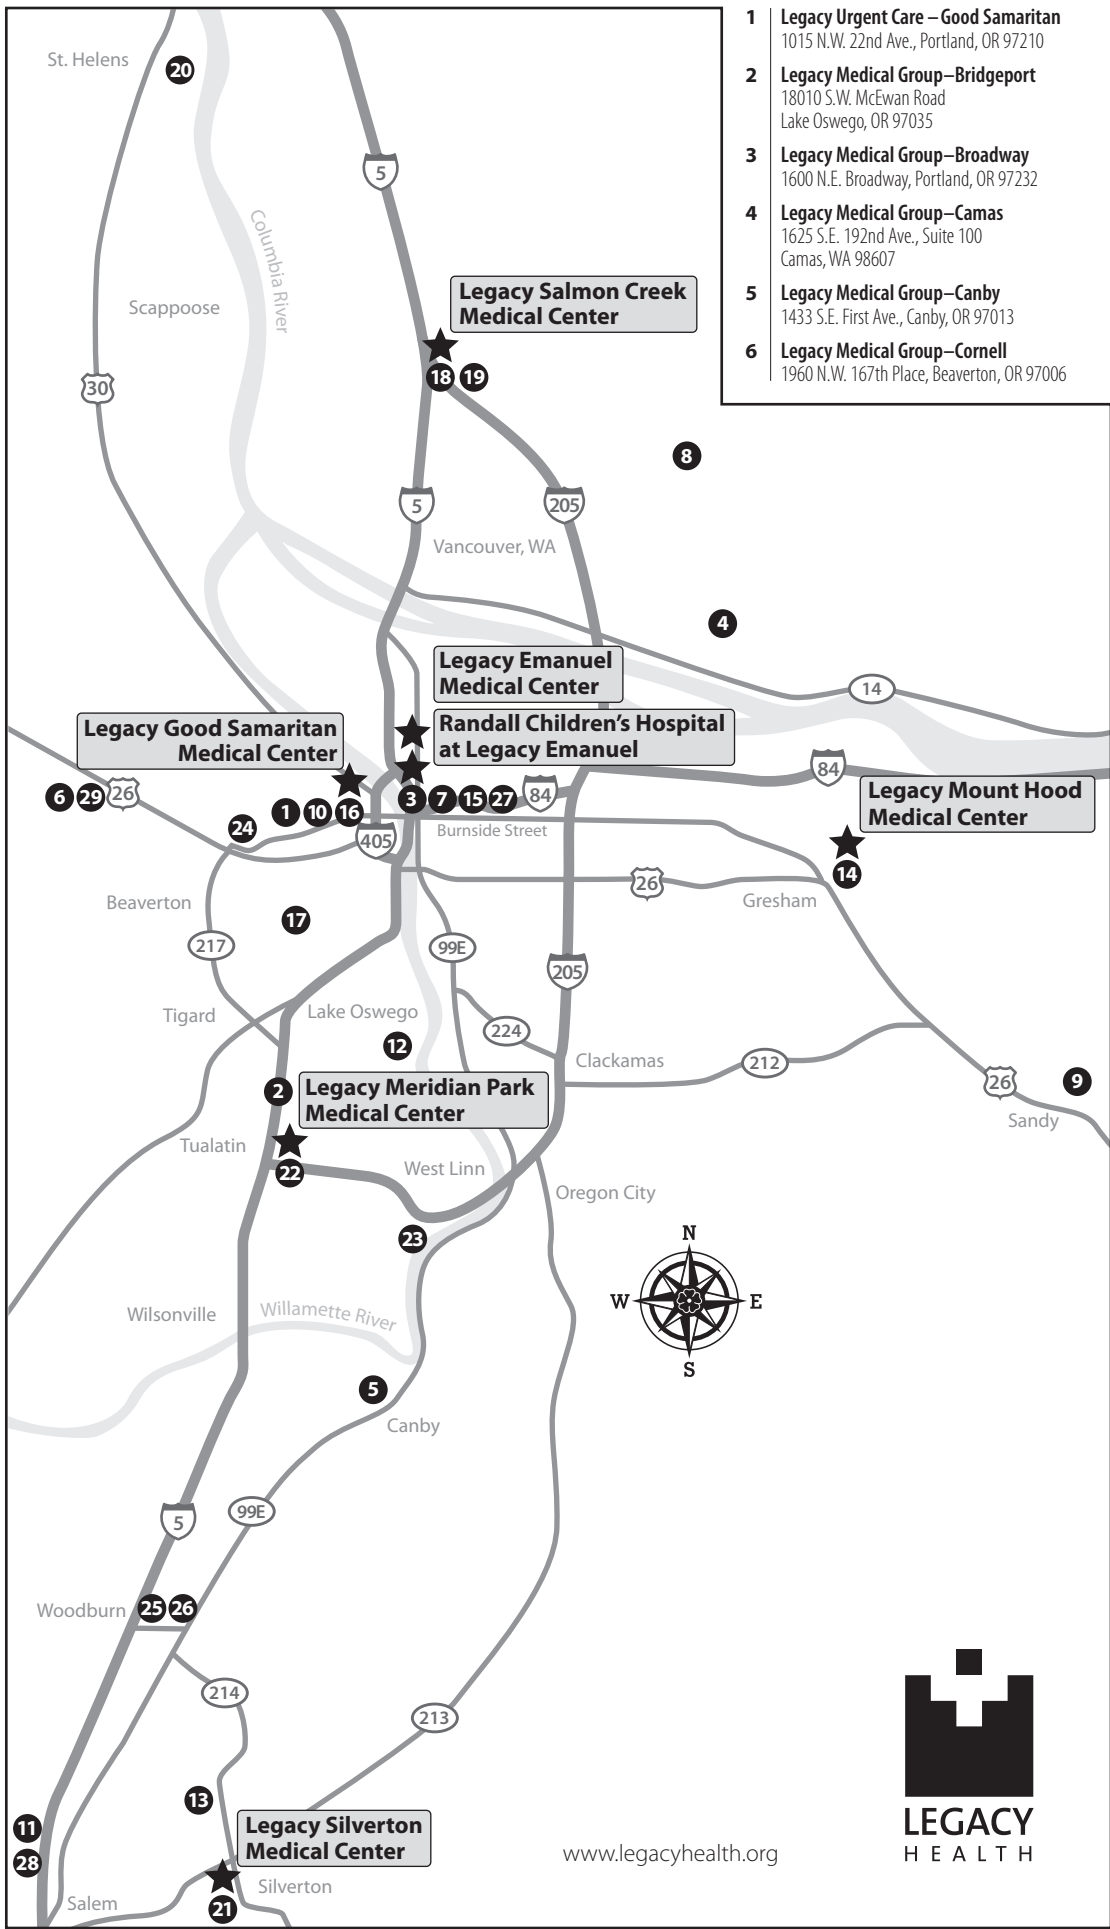 1 Legacy Urgent Care – Good Samaritan
1015 N.W. 22nd Ave., Portland, OR 97210
2 Legacy Medical Group–Bridgeport
18010 S.W. McEwan Road
Lake Oswego, OR 97035
3 Legacy Medical Group–Broadway
1600 N.E. Broadway, Portland, OR 97232
4 Legacy Medical Group–Camas
1625 S.E. 192nd Ave., Suite 100
Camas, WA 98607
5 Legacy Medical Group–Canby
1433 S.E. First Ave., Canby, OR 97013
6 Legacy Medical Group–Cornell
1960 N.W. 167th Place, Beaverton, OR 97006
St. Helens
20
5
Columbia River
Scappoose
Legacy Salmon Creek
Medical Center
18 19
30
8
5
205
Vancouver, WA
4
Legacy Emanuel
Medical Center
14
Legacy Good Samaritan
Medical Center
Randall Children's Hospital
at Legacy Emanuel
84
6 29 26
3 7 15 27 84
Legacy Mount Hood
Medical Center
1 10 16
24
405
Burnside Street
14
26
Beaverton
Gresham
17
217
99E
205
Tigard
Lake Oswego
224
12
Clackamas
212
2
Legacy Meridian Park
Medical Center
26
9
Sandy
Tualatin
22
West Linn
Oregon City
23
N
W E
S
Wilsonville
Willamette River
5
Canby
99E
5
Woodburn 25 26
214
213
13
11
28
Legacy Silverton
Medical Center
Salem
21
Silverton
www.legacyhealth.org
LEGACY
HEALTH